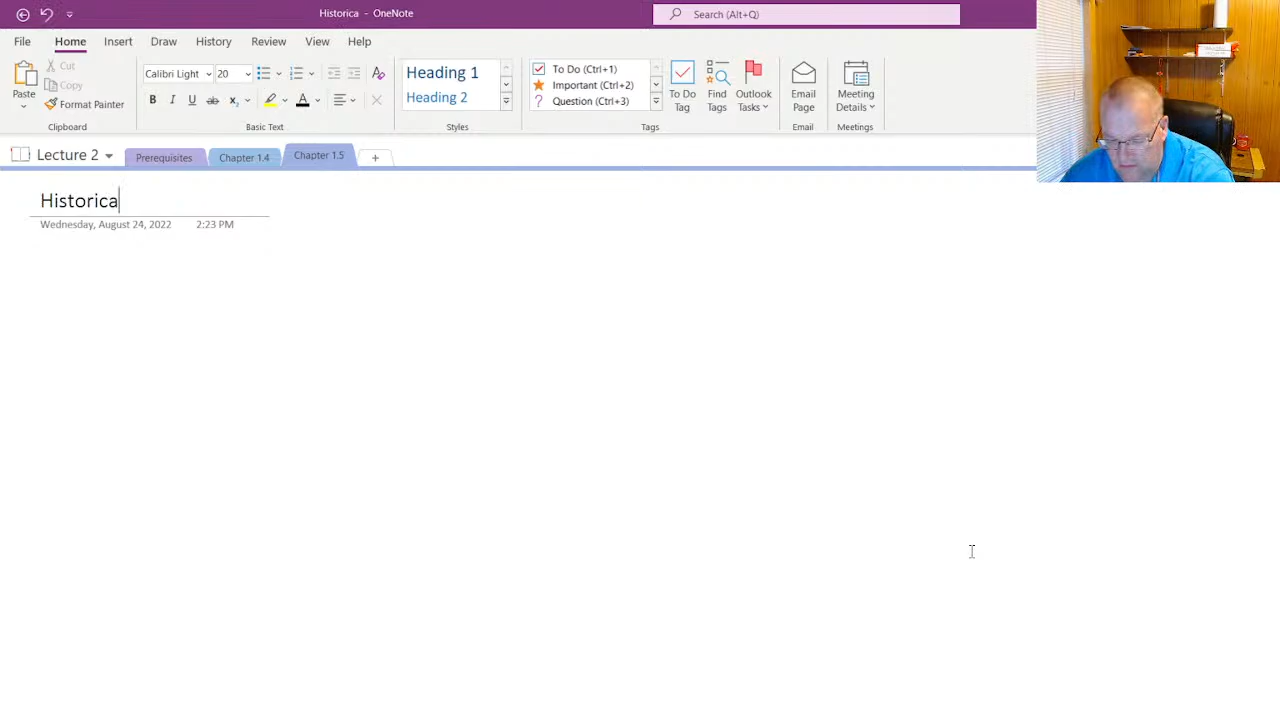 Historica - OneNote
Search (Alt+Q)
File Home Insert Draw History Review View Help
Paste
Cut
Copy
Format Painter
Clipboard
Calibri Light 20
B I U ab x₂ A
Basic Text
Heading 1
Heading 2
Styles
To Do (Ctrl+1)
Important (Ctrl+2)
? Question (Ctrl+3)
To Do Tag
Find Tags
Outlook Tasks
Tags
Email Page
Email
Meeting Details
Meetings
Lecture 2 Prerequisites Chapter 1.4 Chapter 1.5 +
Historica
Wednesday, August 24, 2022 2:23 PM